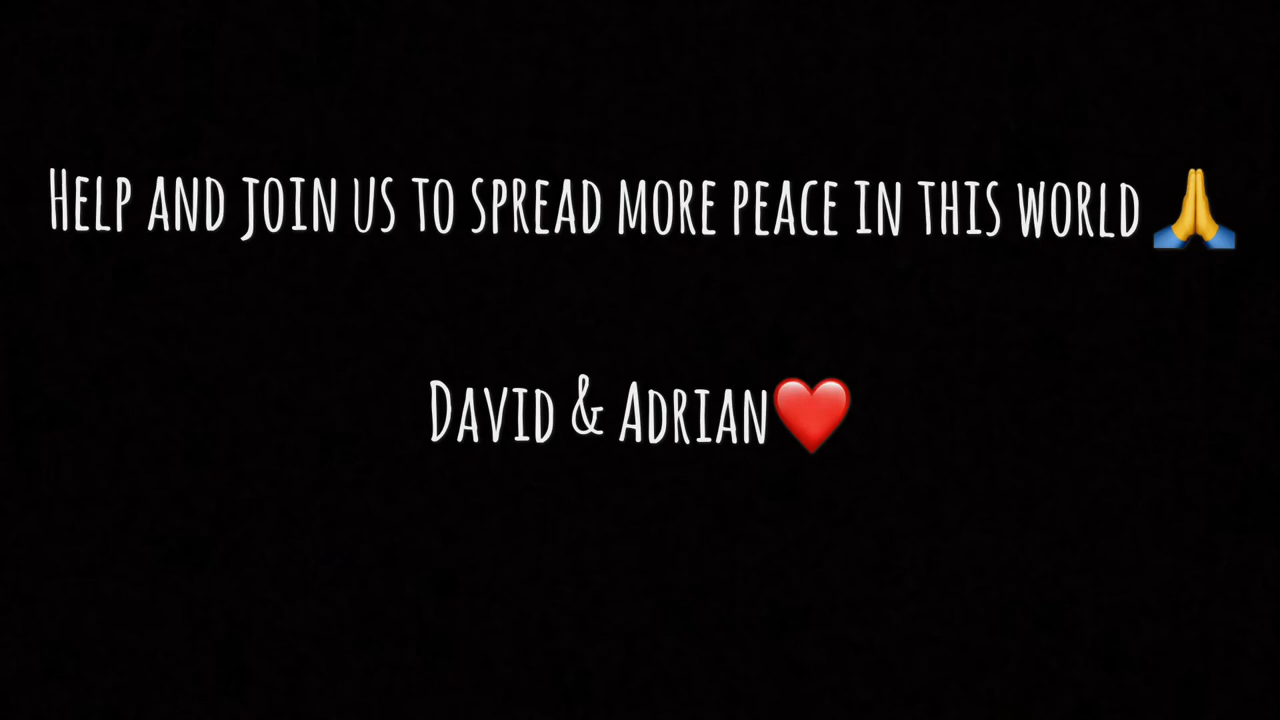 Help and join us to spread more peace in this world 🙏
David & Adrian❤️